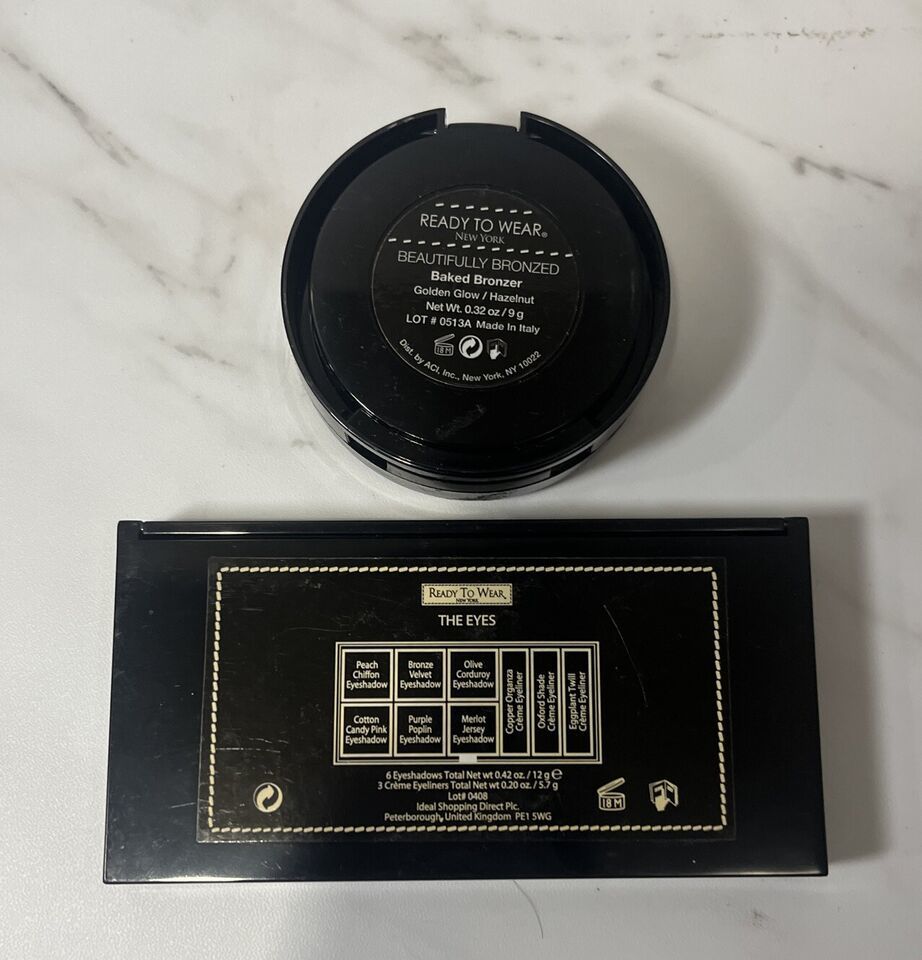 READY TO WEAR®
NEW YORK
BEAUTIFULLY BRONZED
Baked Bronzer
Golden Glow / Hazelnut
Net Wt. 0.32 oz / 9 g
LOT # 0513A Made In Italy
18 M
Dist. by ACI, Inc., New York, NY 10022
READY TO WEAR
NEW YORK
THE EYES
Peach
Chiffon
Eyeshadow
Bronze
Velvet
Eyeshadow
Olive
Corduroy
Eyeshadow
Cotton
Candy Pink
Eyeshadow
Purple
Poplin
Eyeshadow
Merlot
Jersey
Eyeshadow
Copper Organza
Crème Eyeliner
Oxford Shade
Crème Eyeliner
Eggplant Twill
Crème Eyeliner
6 Eyeshadows Total Net wt 0.42 oz. / 12 g ℮
3 Crème Eyeliners Total Net wt 0.20 oz. / 5.7 g
Lot# 0408
Ideal Shopping Direct Plc.
Peterborough, United Kingdom PE1 5WG
18 M